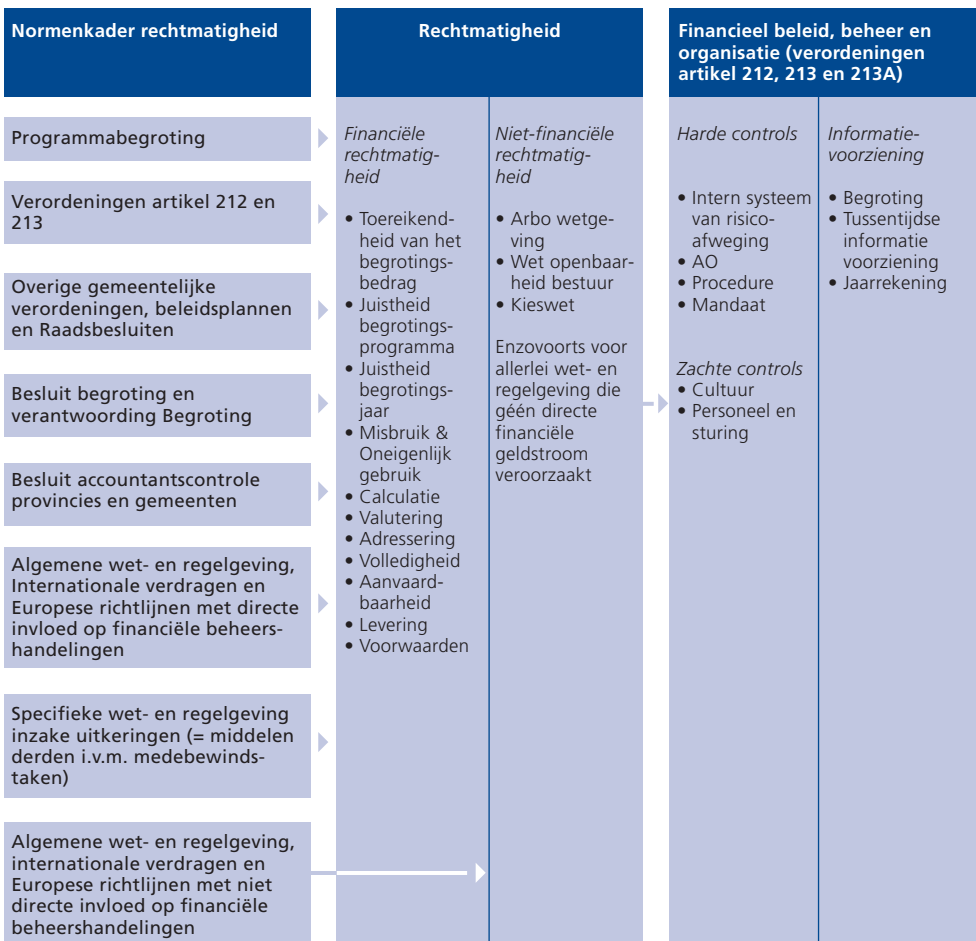 Normenkader rechtmatigheid
Programmabegroting
Verordeningen artikel 212 en
213
Overige gemeentelijke
verordeningen, beleidsplannen
en Raadsbesluiten
Besluit begroting en
verantwoording Begroting
Besluit accountantscontrole
provincies en gemeenten
Algemene wet- en regelgeving,
Internationale verdragen en
Europese richtlijnen met directe
invloed op financiële beheers-
handelingen
Specifieke wet- en regelgeving
inzake uitkeringen (= middelen
derden i.v.m. medebewinds-
taken)
Algemene wet- en regelgeving,
internationale verdragen en
Europese richtlijnen met niet
directe invloed op financiële
beheershandelingen
Rechtmatigheid
Financiële
rechtmatig-
heid
• Toereikend-
heid van het
begrotings-
bedrag
• Juistheid
begrotings-
programma
• Juistheid
begrotings-
jaar
• Misbruik &
Oneigenlijk
gebruik
• Calculatie
• Valutering
• Adressering
• Volledigheid
• Aanvaard-
baarheid
• Levering
• Voorwaarden
Niet-financiële
rechtmatig-
heid
• Arbo wetge-
ving
• Wet openbaar-
heid bestuur
• Kieswet
Enzovoorts voor
allerlei wet- en
regelgeving die
géén directe
financiële
geldstroom
veroorzaakt
Financieel beleid, beheer en
organisatie (verordeningen
artikel 212, 213 en 213A)
Harde controls
• Intern systeem
van risico-
afweging
• AO
• Procedure
• Mandaat
Zachte controls
• Cultuur
• Personeel en
sturing
Informatie-
voorziening
• Begroting
• Tussentijdse
informatie
voorziening
• Jaarrekening